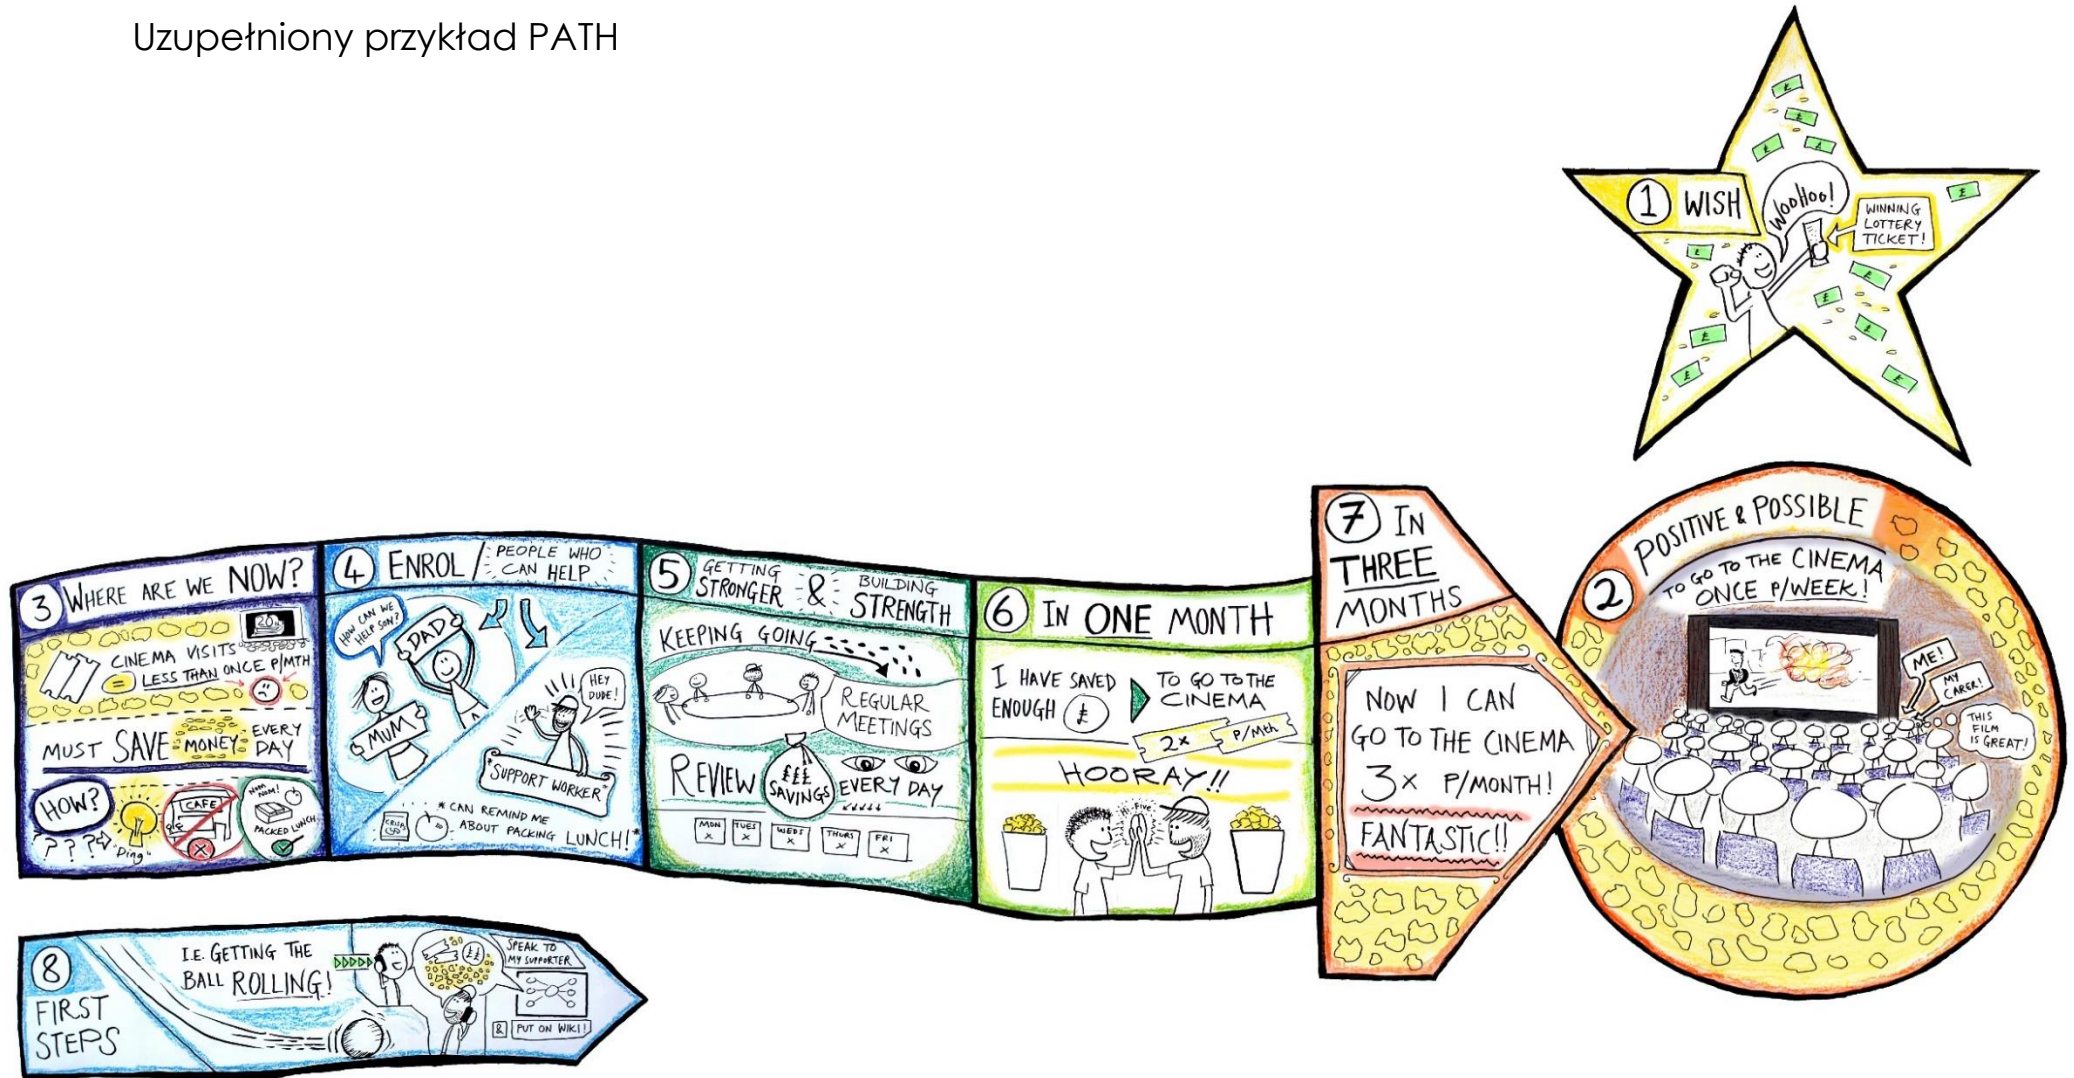 Uzupełniony przykład PATH
1 WISH
WOOHOO!
WINNING
LOTTERY
TICKET!
2 POSITIVE & POSSIBLE
TO GO TO THE CINEMA
ONCE P/WEEK!
ME!
MY
CARER!
THIS
FILM
IS GREAT!
3 WHERE ARE WE NOW?
CINEMA VISITS
= LESS THAN ONCE P/MTH
MUST SAVE MONEY EVERY
DAY
HOW?
? ? ?
"Ding"
CAFE
NOM
NOM!
PACKED LUNCH
4 ENROL / PEOPLE WHO
CAN HELP
HOW CAN WE
HELP SON?
DAD
MUM
HEY
DUDE!
*SUPPORT WORKER*
* CAN REMIND ME
ABOUT PACKING LUNCH! *
5 GETTING
STRONGER & BUILDING
STRENGTH
KEEPING GOING
REGULAR
MEETINGS
REVIEW £££
SAVINGS EVERY DAY
MON
X
TUES
X
WEDS
X
THURS
X
FRI
X
6 IN ONE MONTH
I HAVE SAVED
ENOUGH £
TO GO TO THE
CINEMA
2x P/Mth
HOORAY!!
Hi Five
7 IN
THREE
MONTHS
NOW I CAN
GO TO THE CINEMA
3x P/MONTH!
FANTASTIC!!
8
FIRST
STEPS
I.E. GETTING THE
BALL ROLLING!
££
SPEAK TO
MY SUPPORTER
& PUT ON WIKI!